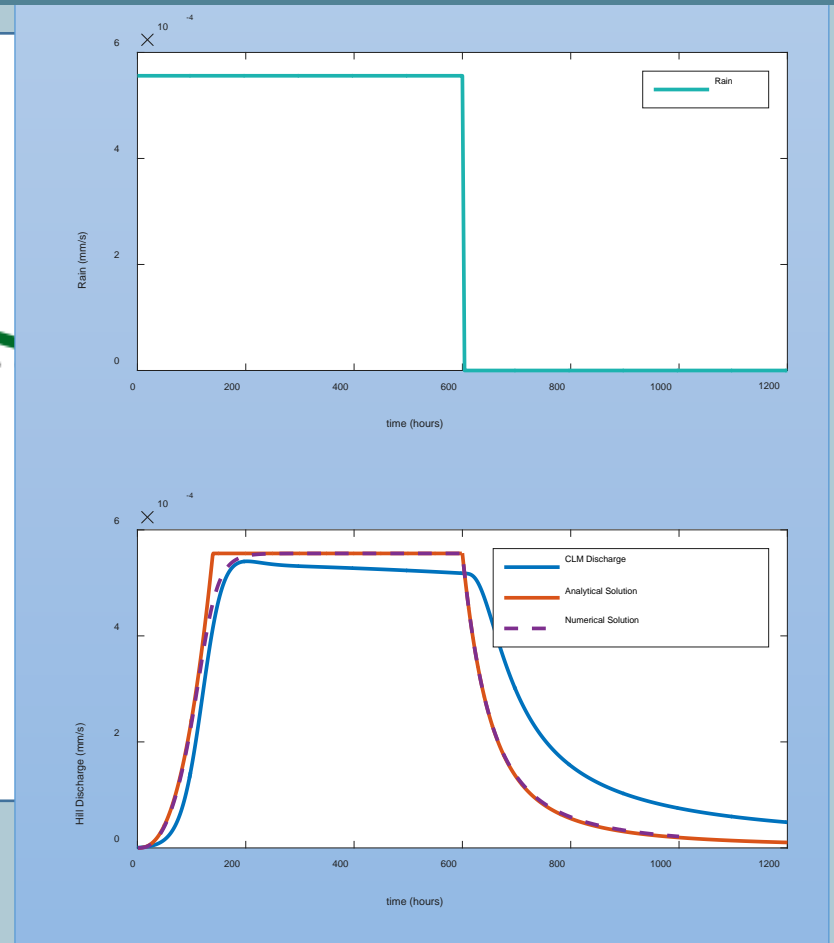 × 10 -4
6
4
2
0
Rain (mm/s)
Rain
0 200 400 600 800 1000 1200
time (hours)
× 10 -4
6
4
2
0
Hill Discharge (mm/s)
CLM Discharge
Analytical Solution
Numerical Solution
0 200 400 600 800 1000 1200
time (hours)